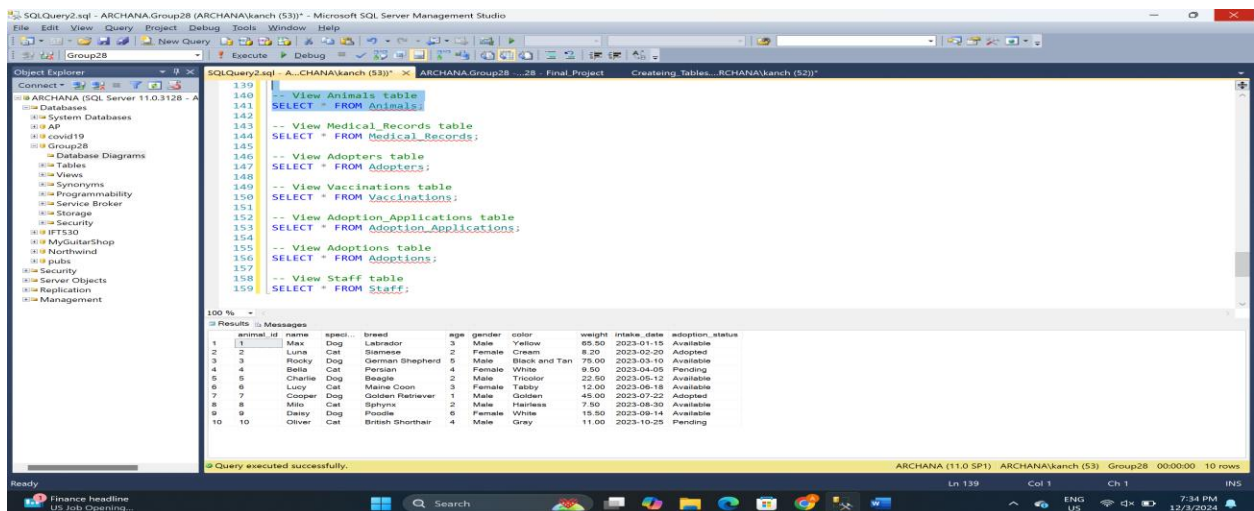 SQLQuery2.sql - ARCHANA.Group28 (ARCHANA\kanch (53))* - Microsoft SQL Server Management Studio
File Edit View Query Project Debug Tools Window Help
New Query
Group28 Execute Debug
Object Explorer
SQLQuery2.sql - A...CHANA\kanch (53))* ARCHANA.Group28 -...28 - Final_Project Createing_Tables...RCHANA\kanch (52))*
Connect
ARCHANA (SQL Server 11.0.3128 - A
Databases
System Databases
AP
covid19
Group28
Database Diagrams
Tables
Views
Synonyms
Programmability
Service Broker
Storage
Security
IFT530
MyGuitarShop
Northwind
pubs
Security
Server Objects
Replication
Management
139
140 -- View Animals table
141 SELECT * FROM Animals;
142
143 -- View Medical_Records table
144 SELECT * FROM Medical_Records;
145
146 -- View Adopters table
147 SELECT * FROM Adopters;
148
149 -- View Vaccinations table
150 SELECT * FROM Vaccinations;
151
152 -- View Adoption_Applications table
153 SELECT * FROM Adoption_Applications;
154
155 -- View Adoptions table
156 SELECT * FROM Adoptions;
157
158 -- View Staff table
159 SELECT * FROM Staff;
100 %
Results Messages
animal_id name speci... breed age gender color weight intake_date adoption_status
1 1 Max Dog Labrador 3 Male Yellow 65.50 2023-01-15 Available
2 2 Luna Cat Siamese 2 Female Cream 8.20 2023-02-20 Adopted
3 3 Rocky Dog German Shepherd 5 Male Black and Tan 75.00 2023-03-10 Available
4 4 Bella Cat Persian 4 Female White 9.50 2023-04-05 Pending
5 5 Charlie Dog Beagle 2 Male Tricolor 22.50 2023-05-12 Available
6 6 Lucy Cat Maine Coon 3 Female Tabby 12.00 2023-06-18 Available
7 7 Cooper Dog Golden Retriever 1 Male Golden 45.00 2023-07-22 Adopted
8 8 Milo Cat Sphynx 2 Male Hairless 7.50 2023-08-30 Available
9 9 Daisy Dog Poodle 6 Female White 15.50 2023-09-14 Available
10 10 Oliver Cat British Shorthair 4 Male Gray 11.00 2023-10-25 Pending
Query executed successfully. ARCHANA (11.0 SP1) ARCHANA\kanch (53) Group28 00:00:00 10 rows
Ready Ln 139 Col 1 Ch 1 INS
Finance headline
US Job Opening...
Search
ENG
US
7:34 PM
12/3/2024